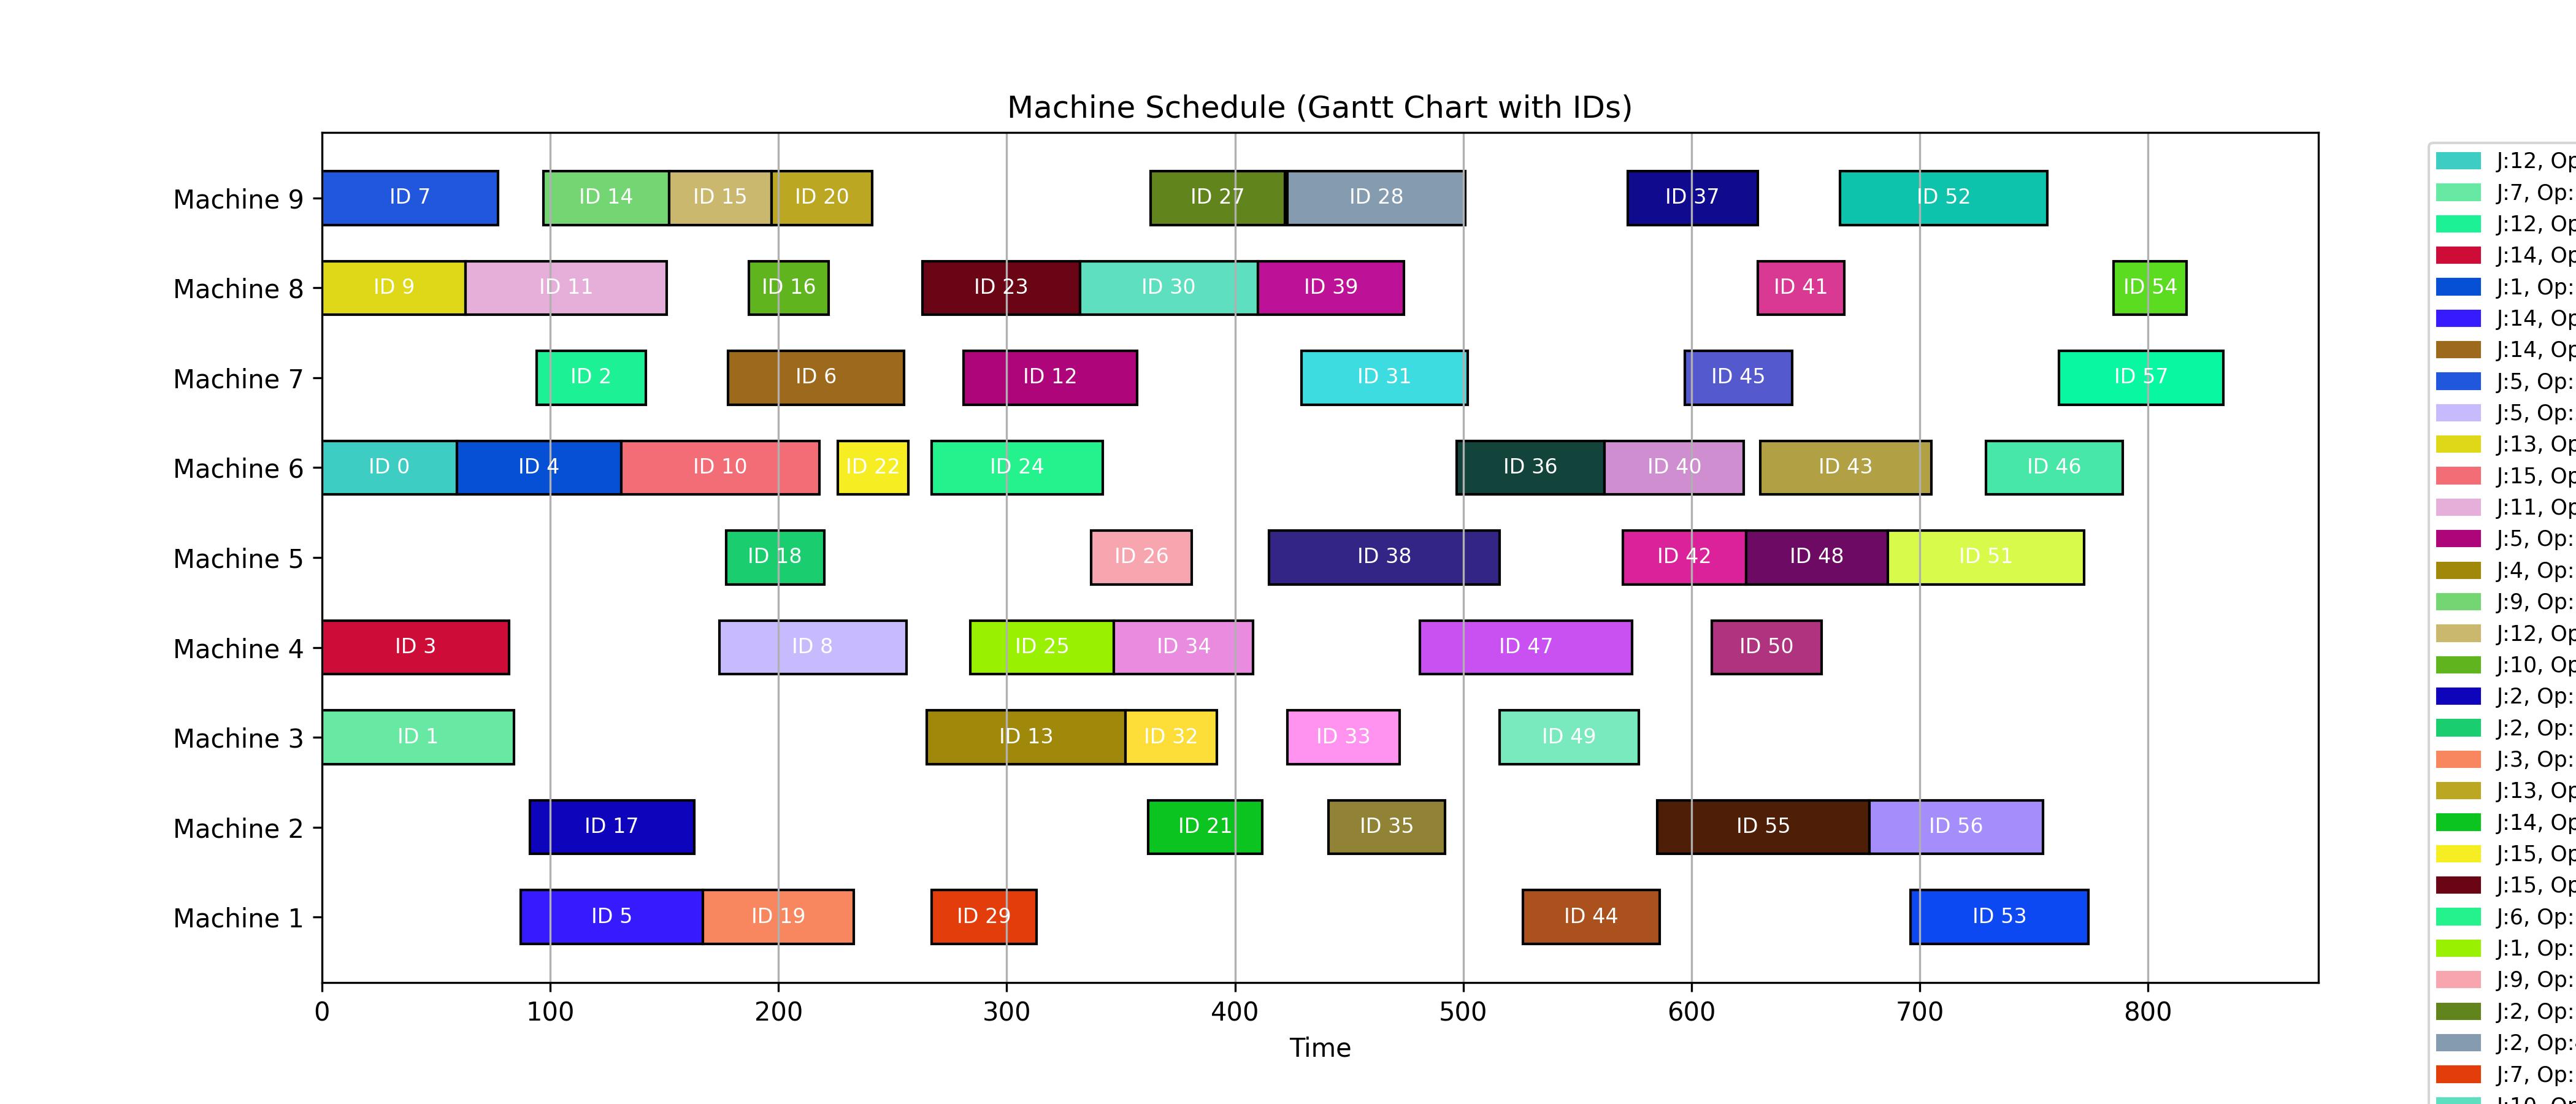 Machine Schedule (Gantt Chart with IDs)
Machine 9
ID 7
ID 14
ID 15
ID 20
ID 27
ID 28
ID 37
ID 52
Machine 8
ID 9
ID 11
ID 16
ID 23
ID 30
ID 39
ID 41
ID 54
Machine 7
ID 2
ID 6
ID 12
ID 31
ID 45
ID 57
Machine 6
ID 0
ID 4
ID 10
ID 22
ID 24
ID 36
ID 40
ID 43
ID 46
Machine 5
ID 18
ID 26
ID 38
ID 42
ID 48
ID 51
Machine 4
ID 3
ID 8
ID 25
ID 34
ID 47
ID 50
Machine 3
ID 1
ID 13
ID 32
ID 33
ID 49
Machine 2
ID 17
ID 21
ID 35
ID 55
ID 56
Machine 1
ID 5
ID 19
ID 29
ID 44
ID 53
0 100 200 300 400 500 600 700 800
Time
J:12, Op
J:7, Op:
J:12, Op
J:14, Op
J:1, Op:
J:14, Op
J:14, Op
J:5, Op:
J:5, Op:
J:13, Op
J:15, Op
J:11, Op
J:5, Op:
J:4, Op:
J:9, Op:
J:12, Op
J:10, Op
J:2, Op:
J:2, Op:
J:3, Op:
J:13, Op
J:14, Op
J:15, Op
J:15, Op
J:6, Op:
J:1, Op:
J:9, Op:
J:2, Op:
J:2, Op:
J:7, Op:
J:10, Op